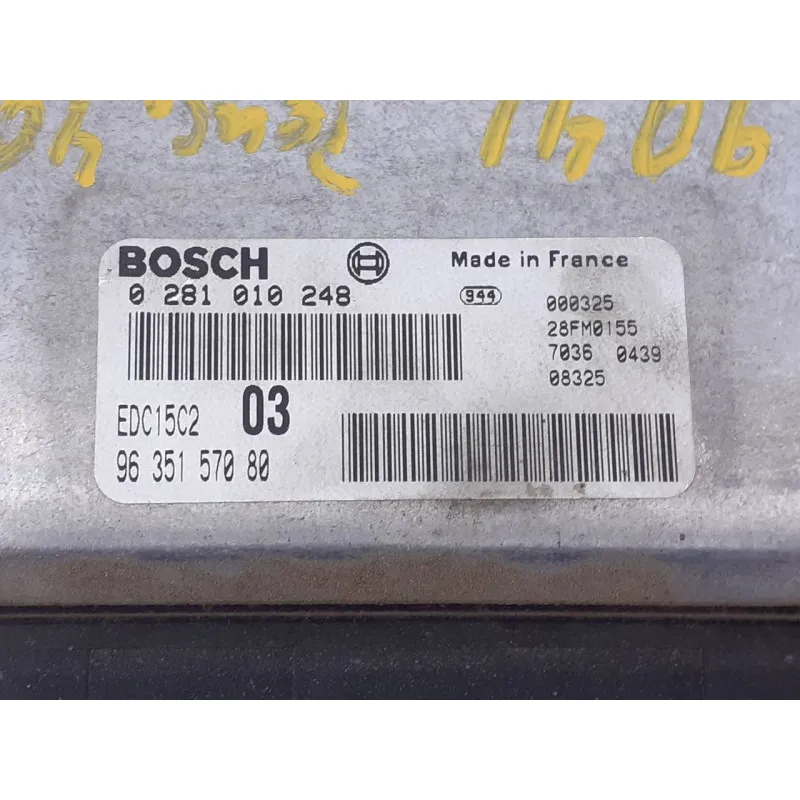 BOSCH Made in France
0 281 010 248 944 000325
28FM0155
7036 0439
08325
EDC15C2 03
96 351 570 80